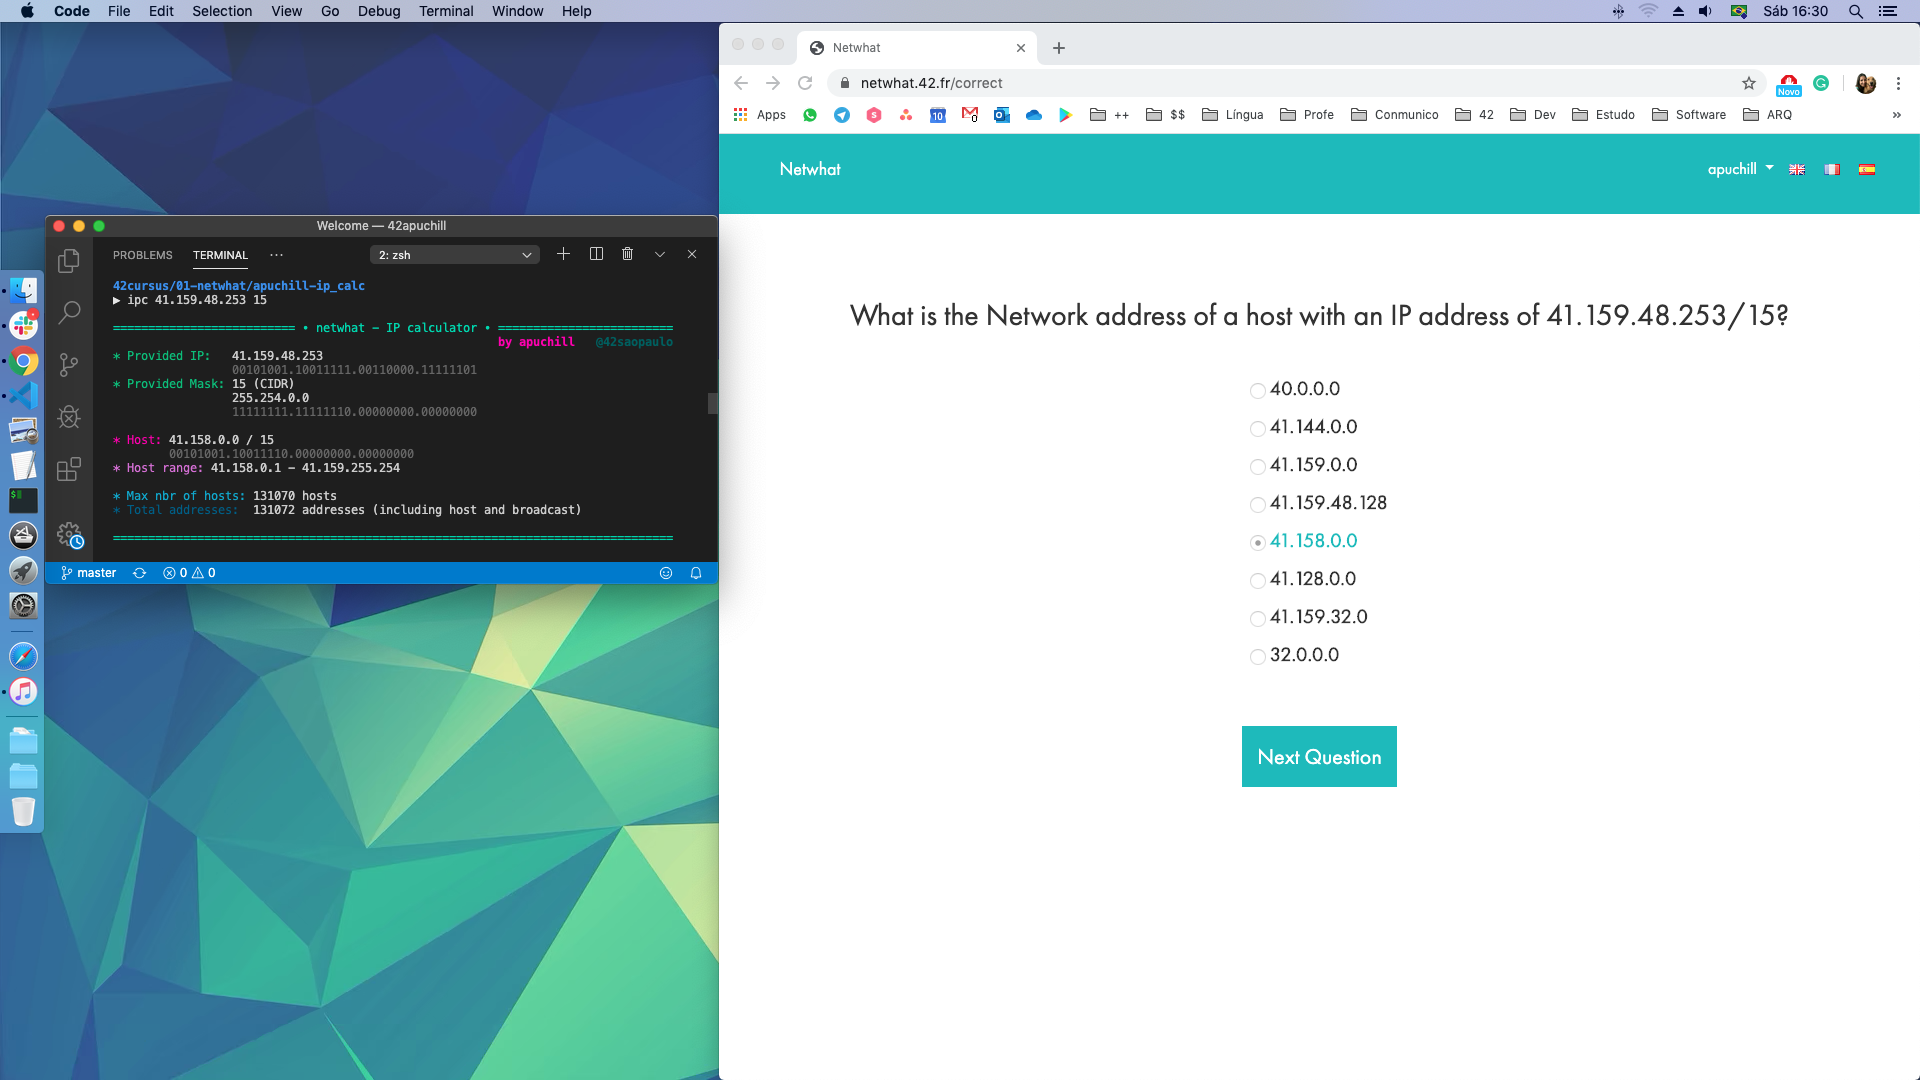 Code File Edit Selection View Go Debug Terminal Window Help
Sáb 16:30
Welcome — 42apuchill
PROBLEMS TERMINAL ···
2: zsh
42cursus/01-netwhat/apuchill-ip_calc
▶ ipc 41.159.48.253 15
========================== • netwhat - IP calculator • =========================
by apuchill @42saopaulo
* Provided IP: 41.159.48.253
00101001.10011111.00110000.11111101
* Provided Mask: 15 (CIDR)
255.254.0.0
11111111.11111110.00000000.00000000
* Host: 41.158.0.0 / 15
00101001.10011110.00000000.00000000
* Host range: 41.158.0.1 - 41.159.255.254
* Max nbr of hosts: 131070 hosts
* Total addresses: 131072 addresses (including host and broadcast)
================================================================================
master 0 0
Netwhat
netwhat.42.fr/correct
Novo
Apps 10 ++ $$ Língua Profe Conmunico 42 Dev Estudo Software ARQ »
Netwhat
apuchill
What is the Network address of a host with an IP address of 41.159.48.253/15?
40.0.0.0
41.144.0.0
41.159.0.0
41.159.48.128
41.158.0.0
41.128.0.0
41.159.32.0
32.0.0.0
Next Question